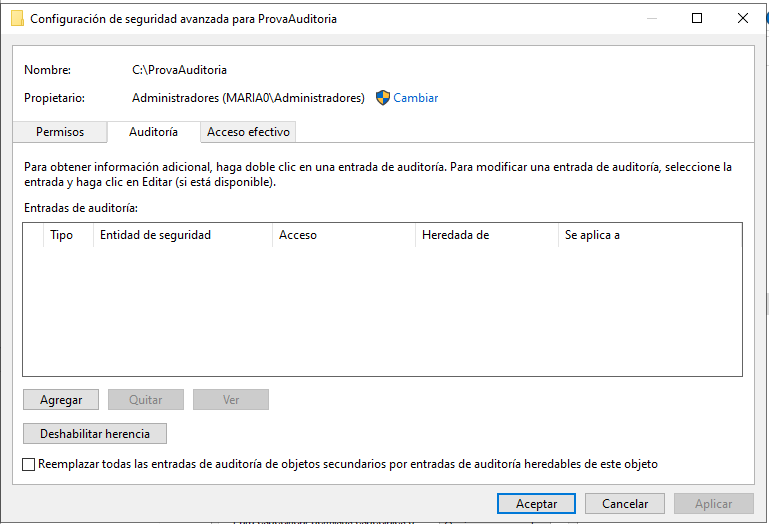 Configuración de seguridad avanzada para ProvaAuditoria
Nombre: C:\ProvaAuditoria
Propietario: Administradores (MARIA0\Administradores) Cambiar
Permisos Auditoría Acceso efectivo
Para obtener información adicional, haga doble clic en una entrada de auditoría. Para modificar una entrada de auditoría, seleccione la
entrada y haga clic en Editar (si está disponible).
Entradas de auditoría:
Tipo Entidad de seguridad Acceso Heredada de Se aplica a
Agregar Quitar Ver
Deshabilitar herencia
Reemplazar todas las entradas de auditoría de objetos secundarios por entradas de auditoría heredables de este objeto
Aceptar Cancelar Aplicar